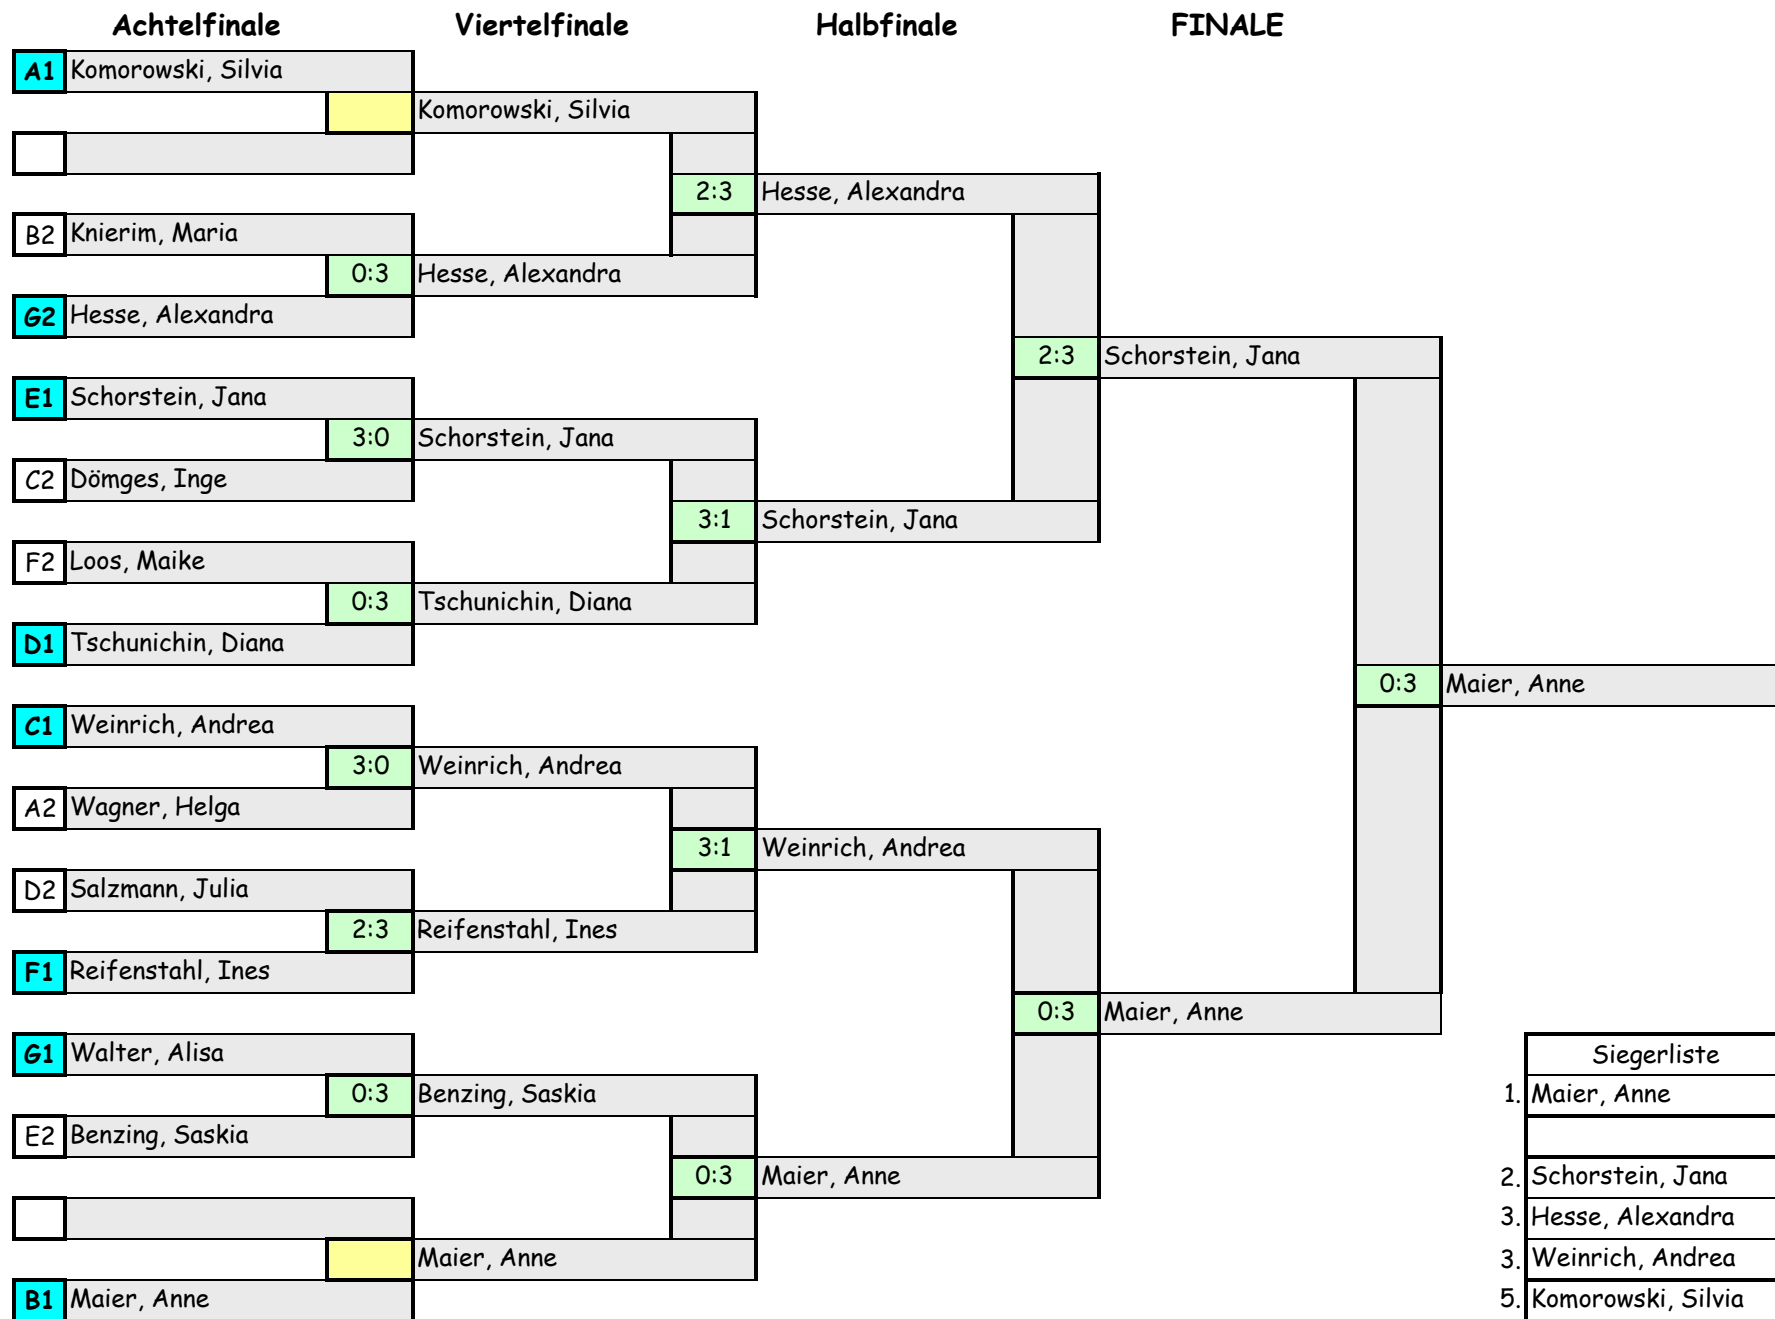 Achtelfinale Viertelfinale Halbfinale FINALE
A1 Komorowski, Silvia
Komorowski, Silvia
2:3 Hesse, Alexandra
B2 Knierim, Maria
0:3 Hesse, Alexandra
G2 Hesse, Alexandra
2:3 Schorstein, Jana
E1 Schorstein, Jana
3:0 Schorstein, Jana
C2 Dömges, Inge
3:1 Schorstein, Jana
F2 Loos, Maike
0:3 Tschunichin, Diana
D1 Tschunichin, Diana
0:3 Maier, Anne
C1 Weinrich, Andrea
3:0 Weinrich, Andrea
A2 Wagner, Helga
3:1 Weinrich, Andrea
D2 Salzmann, Julia
2:3 Reifenstahl, Ines
F1 Reifenstahl, Ines
0:3 Maier, Anne
G1 Walter, Alisa Siegerliste
0:3 Benzing, Saskia 1. Maier, Anne
E2 Benzing, Saskia
0:3 Maier, Anne 2. Schorstein, Jana
3. Hesse, Alexandra
Maier, Anne 3. Weinrich, Andrea
B1 Maier, Anne 5. Komorowski, Silvia